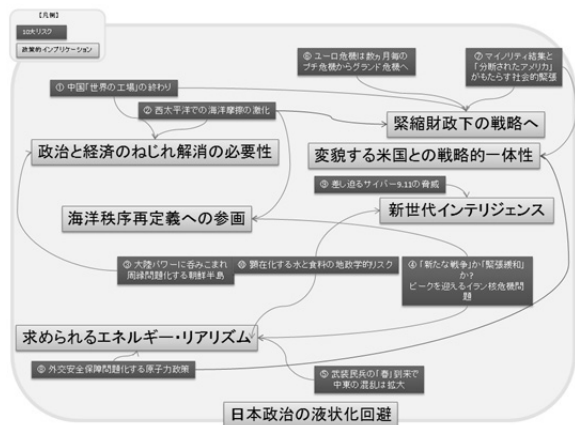 【凡例】
10大リスク
政策的インプリケーション
⑥ ユーロ危機は数ヵ月毎の
プチ危機からグランド危機へ
⑦ マイノリティ結束と
「分断されたアメリカ」
がもたらす社会的緊張
① 中国「世界の工場」の終わり
② 西太平洋での海洋摩擦の激化
緊縮財政下の戦略へ
政治と経済のねじれ解消の必要性
変貌する米国との戦略的一体性
⑨ 差し迫るサイバー9.11の脅威
新世代インテリジェンス
海洋秩序再定義への参画
③ 大陸パワーに呑みこまれ
周縁問題化する朝鮮半島
⑩ 顕在化する水と食料の地政学的リスク
④ 「新たな戦争」か「緊張緩和」
か?
ピークを迎えるイラン核危機問
題
求められるエネルギー・リアリズム
⑧ 外交安全保障問題化する原子力政策
⑤ 武装民兵の「春」到来で
中東の混乱は拡大
日本政治の液状化回避